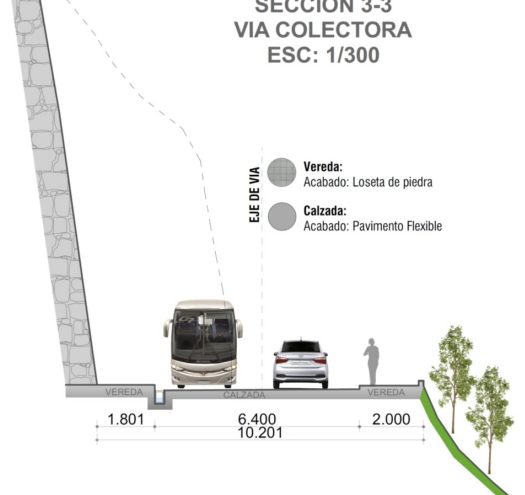 SECCIÓN 3-3
VIA COLECTORA
ESC: 1/300
EJE DE VIA
Vereda:
Acabado: Loseta de piedra
Calzada:
Acabado: Pavimento Flexible
VEREDA
CALZADA
VEREDA
1.801
6.400
2.000
10.201